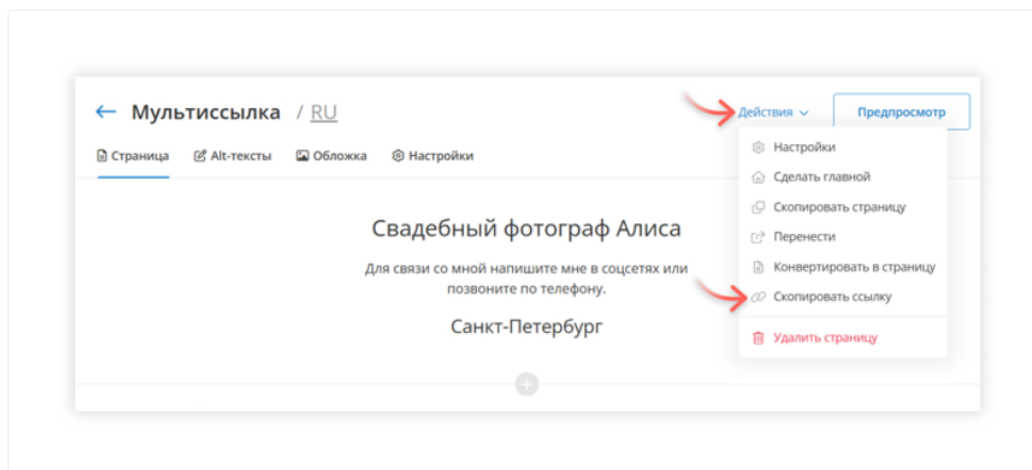 Мультиссылка / RU
Действия
Предпросмотр
Страница
Alt-тексты
Обложка
Настройки
Настройки
Сделать главной
Скопировать страницу
Перенести
Конвертировать в страницу
Скопировать ссылку
Удалить страницу
Свадебный фотограф Алиса
Для связи со мной напишите мне в соцсетях или
позвоните по телефону.
Санкт-Петербург